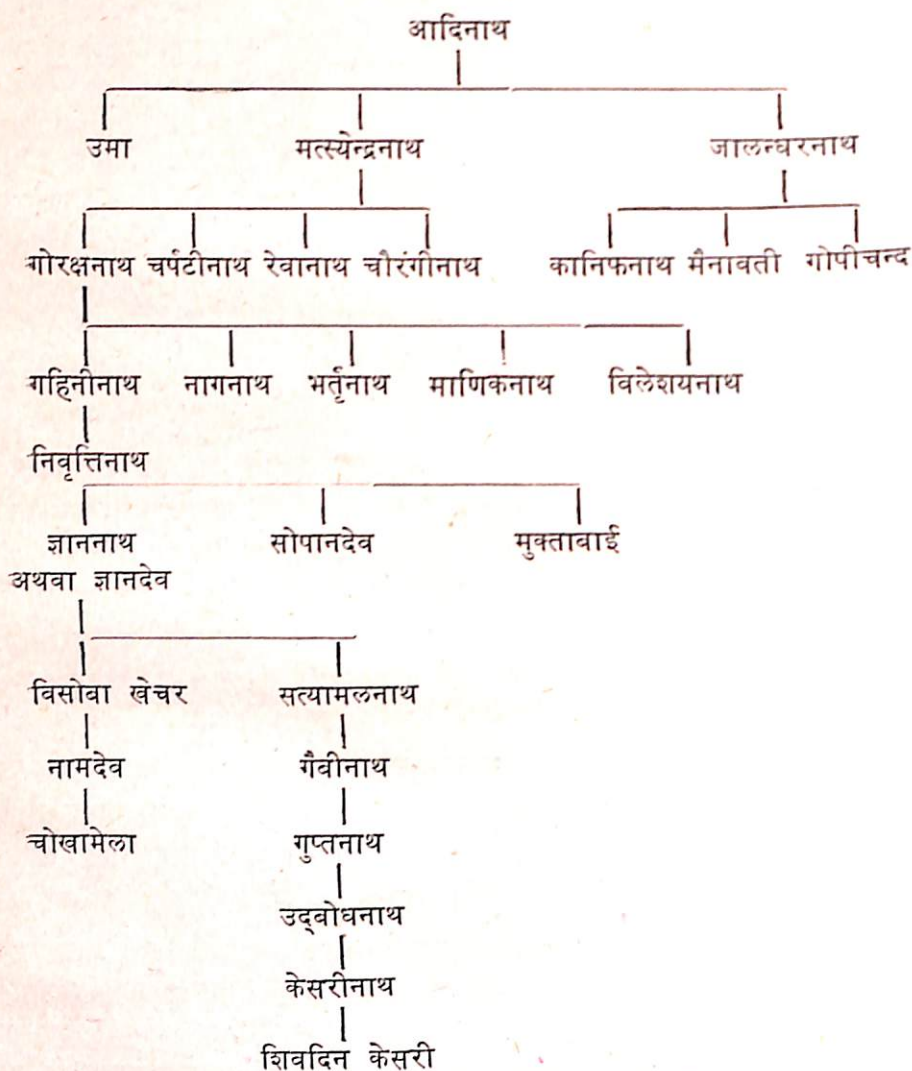 आदिनाथ
उमा मत्स्येन्द्रनाथ जालन्धरनाथ
गोरक्षनाथ चर्पटीनाथ रेवानाथ चौरंगीनाथ कानिफनाथ मैनावती गोपीचन्द
गहिनीनाथ नागनाथ भर्तृनाथ माणिकनाथ विलेशयनाथ
निवृत्तिनाथ
ज्ञाननाथ सोपानदेव मुक्ताबाई
अथवा ज्ञानदेव
विसोबा खेचर सत्यामलनाथ
नामदेव गैवीनाथ
चोखामेला गुप्तनाथ
उद्‌बोधनाथ
केसरीनाथ
शिवदिन केसरी